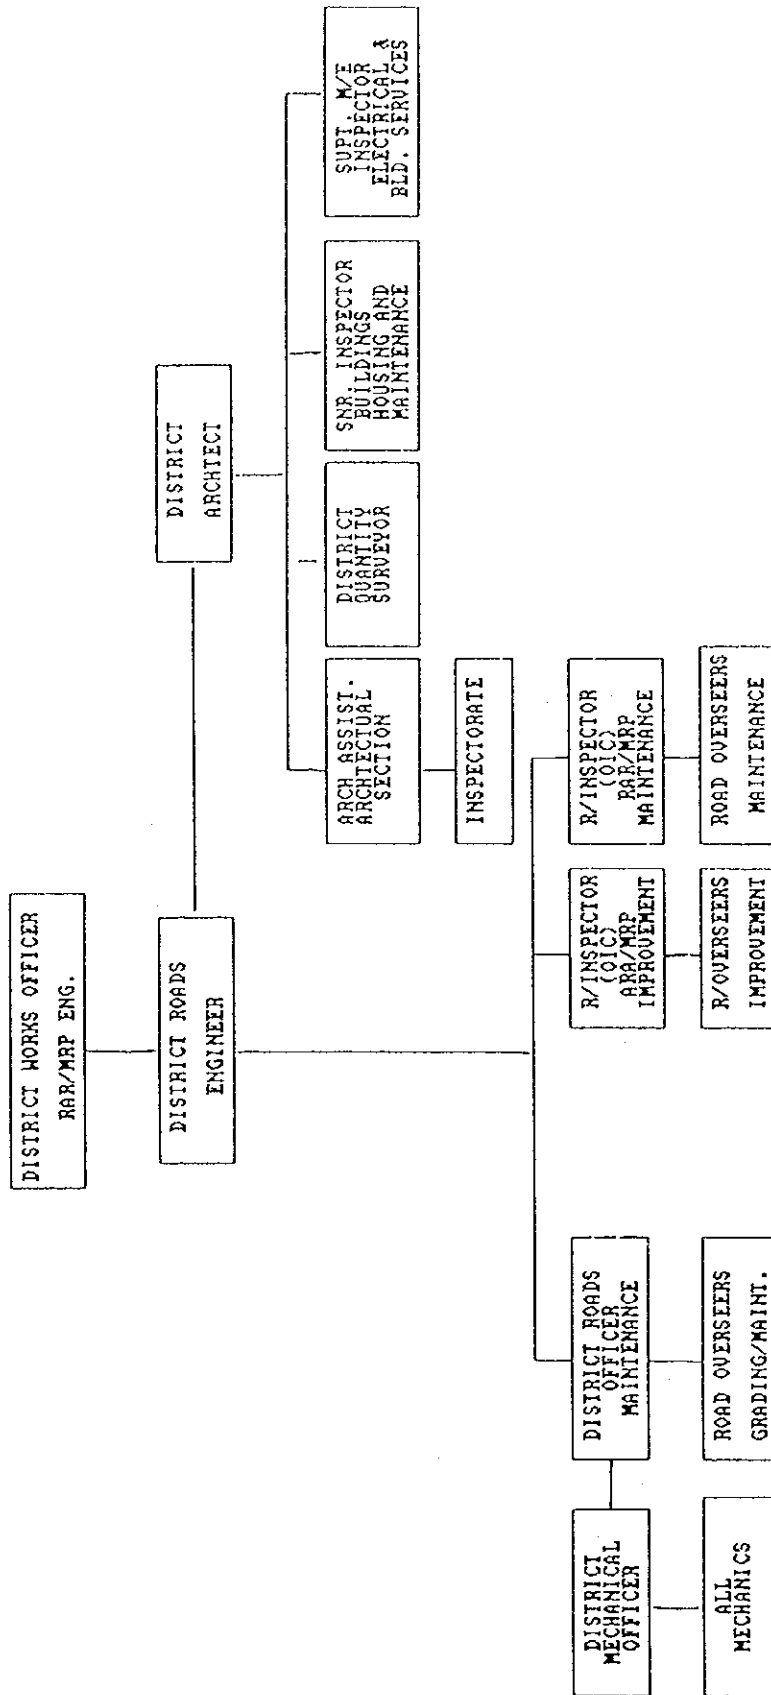 DISTRICT WORKS OFFICER
RAR/MRP ENG.
DISTRICT ROADS
ENGINEER
DISTRICT
ARCHTECT
ARCH ASSIST.
ARCHITECTUAL
SECTION
DISTRICT
QUANTITY
SURVEYOR
SNR. INSPECTOR
BUILDINGS
HOUSING AND
MAINTENANCE
SUPT. M/E
INSPECTOR
ELECTRICAL &
BLD. SERVICES
INSPECTORATE
DISTRICT
MECHANICAL
OFFICER
DISTRICT ROADS
OFFICER
MAINTENANCE
R/INSPECTOR
(OIC)
ARA/MRP
IMPROVEMENT
R/INSPECTOR
(OIC)
RAR/MRP
MAINTENANCE
ALL
MECHANICS
ROAD OVERSEERS
GRADING/MAINT.
R/OVERSEERS
IMPROVEMENT
ROAD OVERSEERS
MAINTENANCE